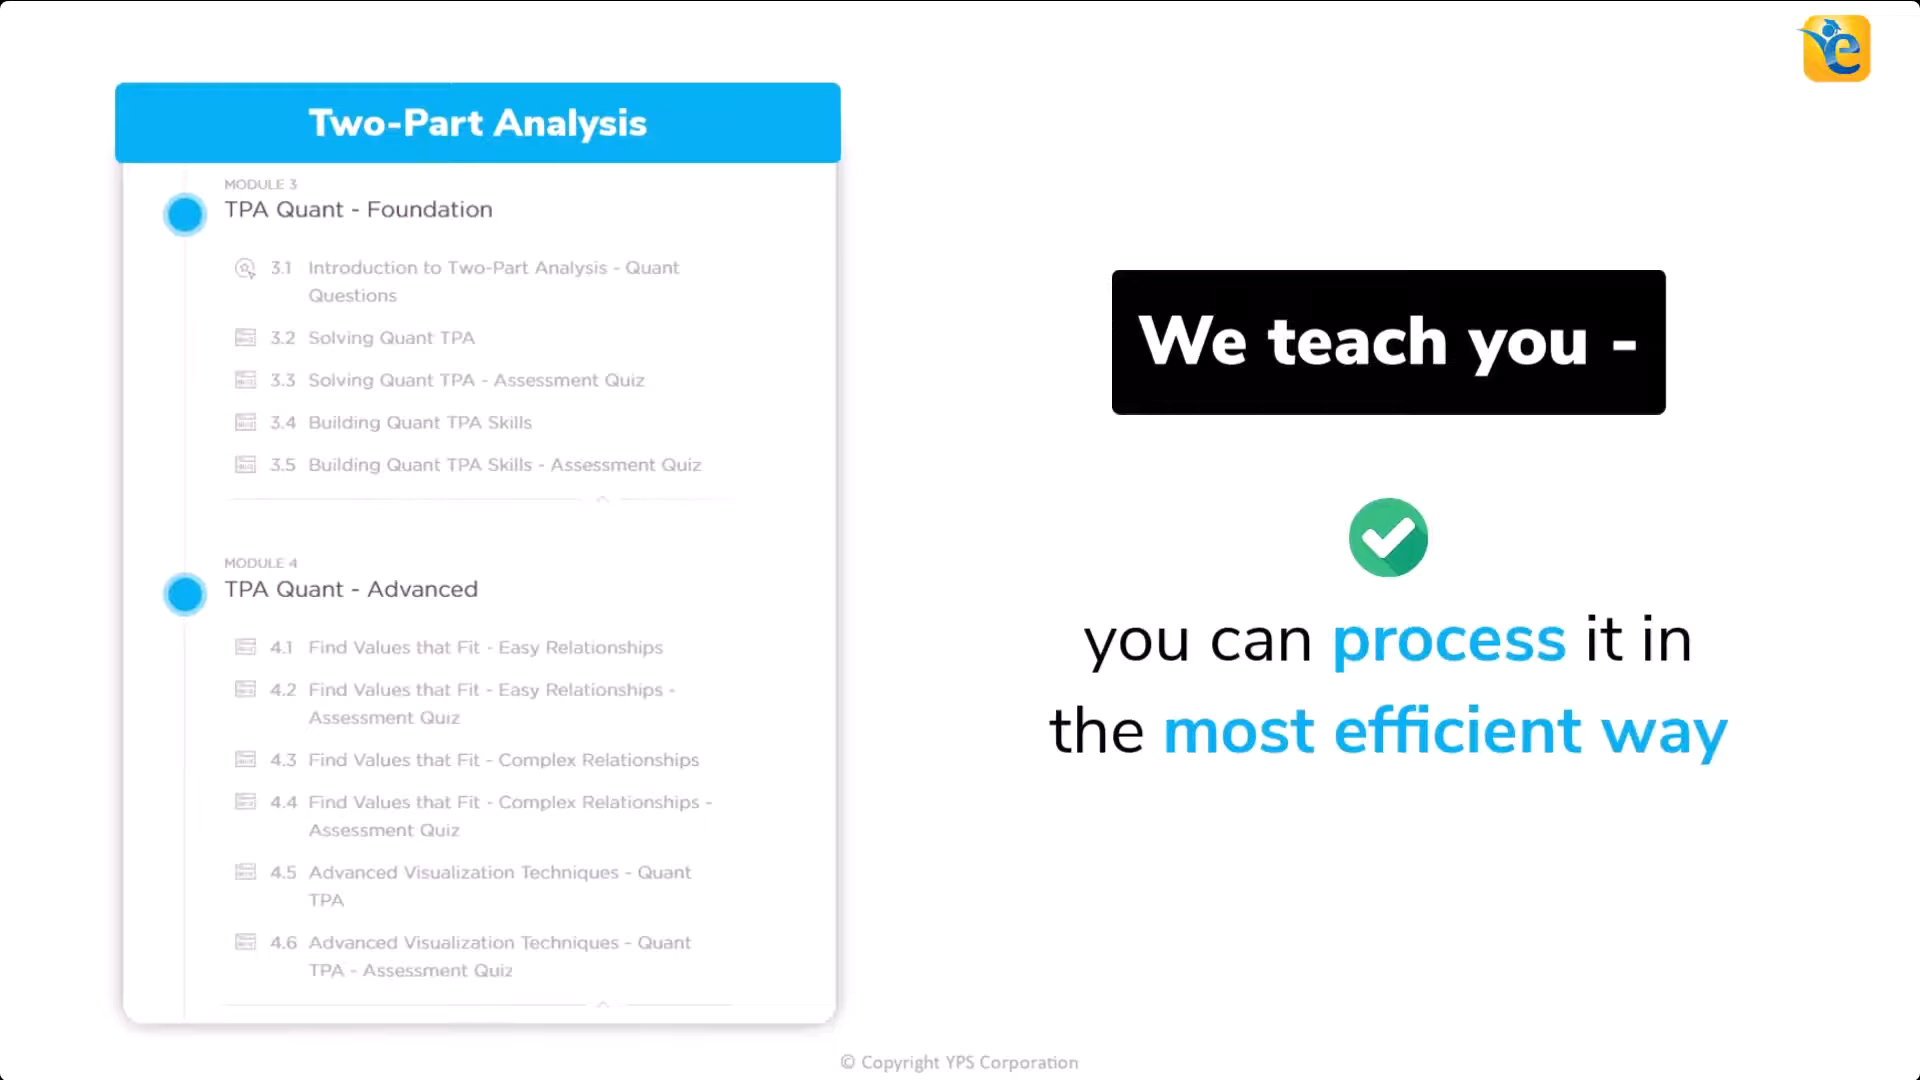 Two-Part Analysis
MODULE 3
TPA Quant - Foundation
3.1 Introduction to Two-Part Analysis - Quant
Questions
3.2 Solving Quant TPA
3.3 Solving Quant TPA - Assessment Quiz
3.4 Building Quant TPA Skills
3.5 Building Quant TPA Skills - Assessment Quiz
MODULE 4
TPA Quant - Advanced
4.1 Find Values that Fit - Easy Relationships
4.2 Find Values that Fit - Easy Relationships -
Assessment Quiz
4.3 Find Values that Fit - Complex Relationships
4.4 Find Values that Fit - Complex Relationships -
Assessment Quiz
4.5 Advanced Visualization Techniques - Quant
TPA
4.6 Advanced Visualization Techniques - Quant
TPA - Assessment Quiz
We teach you -
you can process it in
the most efficient way
e
© Copyright YPS Corporation